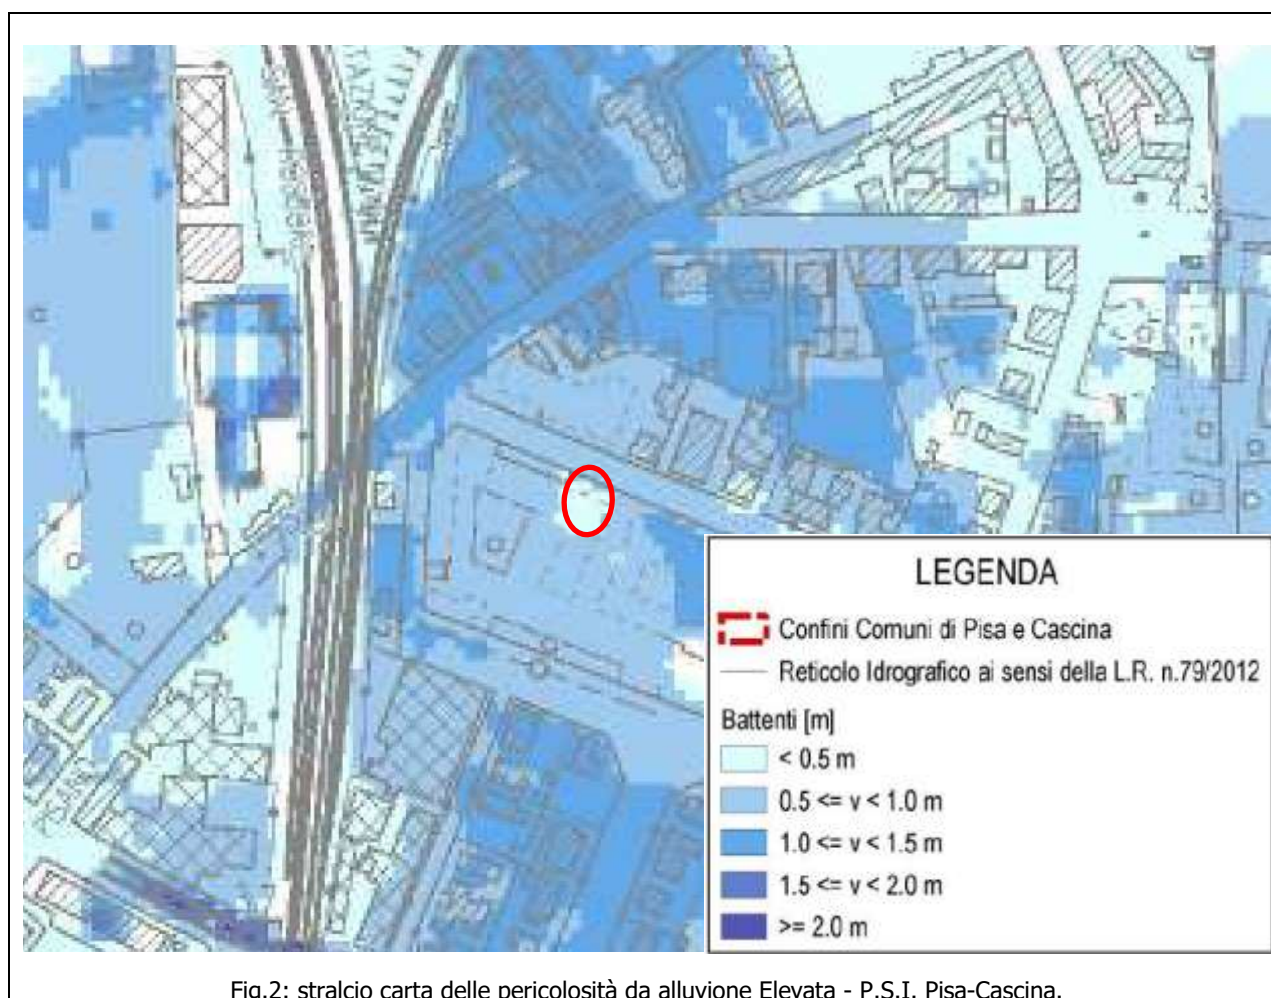 LEGENDA
Confini Comuni di Pisa e Cascina
Reticolo Idrografico ai sensi della L.R. n.79/2012
Battenti [m]
< 0.5 m
0.5 <= v < 1.0 m
1.0 <= v < 1.5 m
1.5 <= v < 2.0 m
>= 2.0 m
Fig.2: stralcio carta delle pericolosità da alluvione Elevata - P.S.I. Pisa-Cascina.